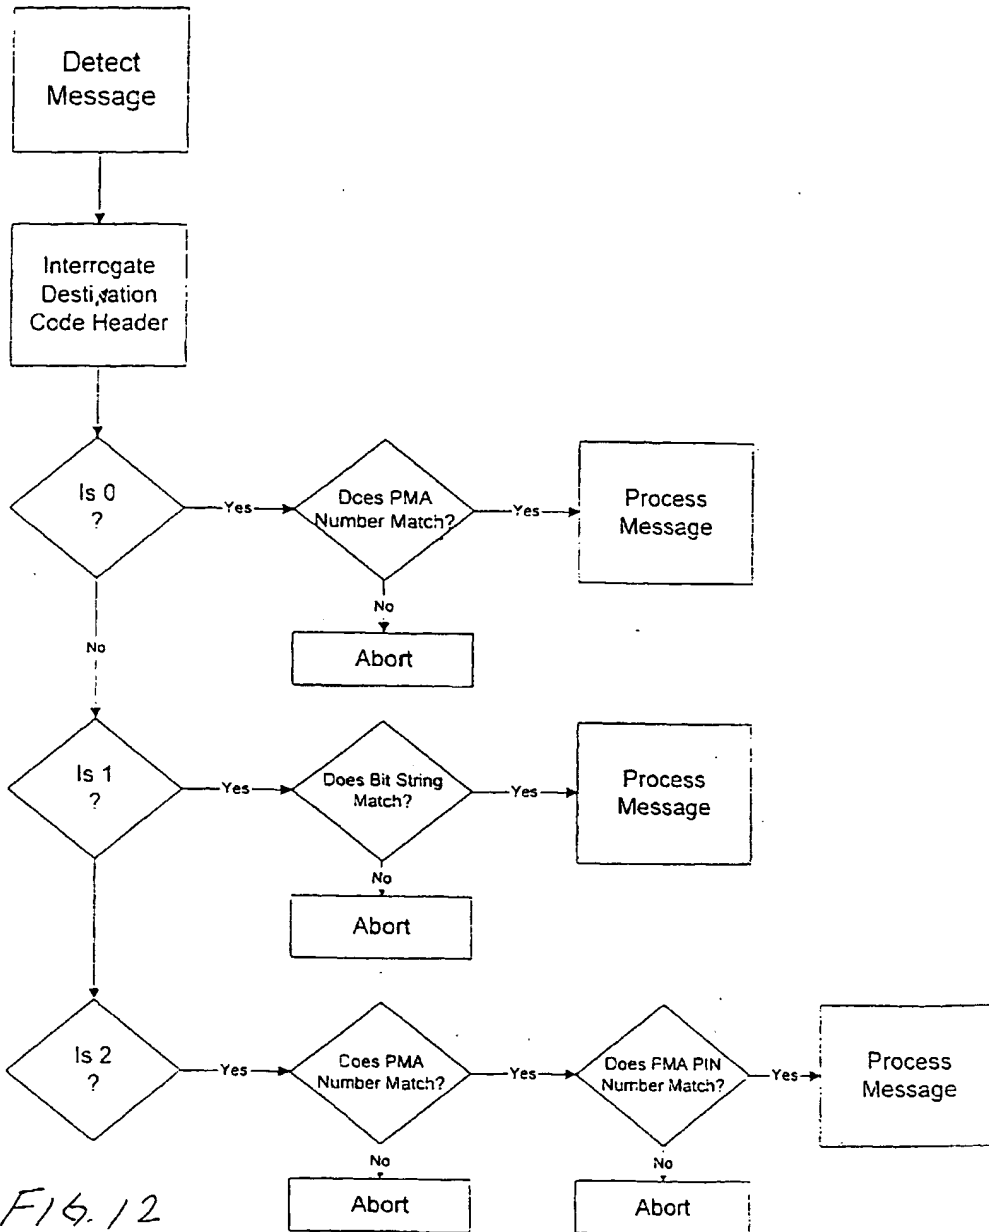 Detect
Message
Interrogate
Destination
Code Header
Is 0
?
Yes
Does PMA
Number Match?
Yes
Process
Message
No
Abort
No
Is 1
?
Yes
Does Bit String
Match?
Yes
Process
Message
No
Abort
Is 2
?
Yes
Does PMA
Number Match?
Yes
Does PMA PIN
Number Match?
Yes
Process
Message
No
Abort
No
Abort
FIG. 12